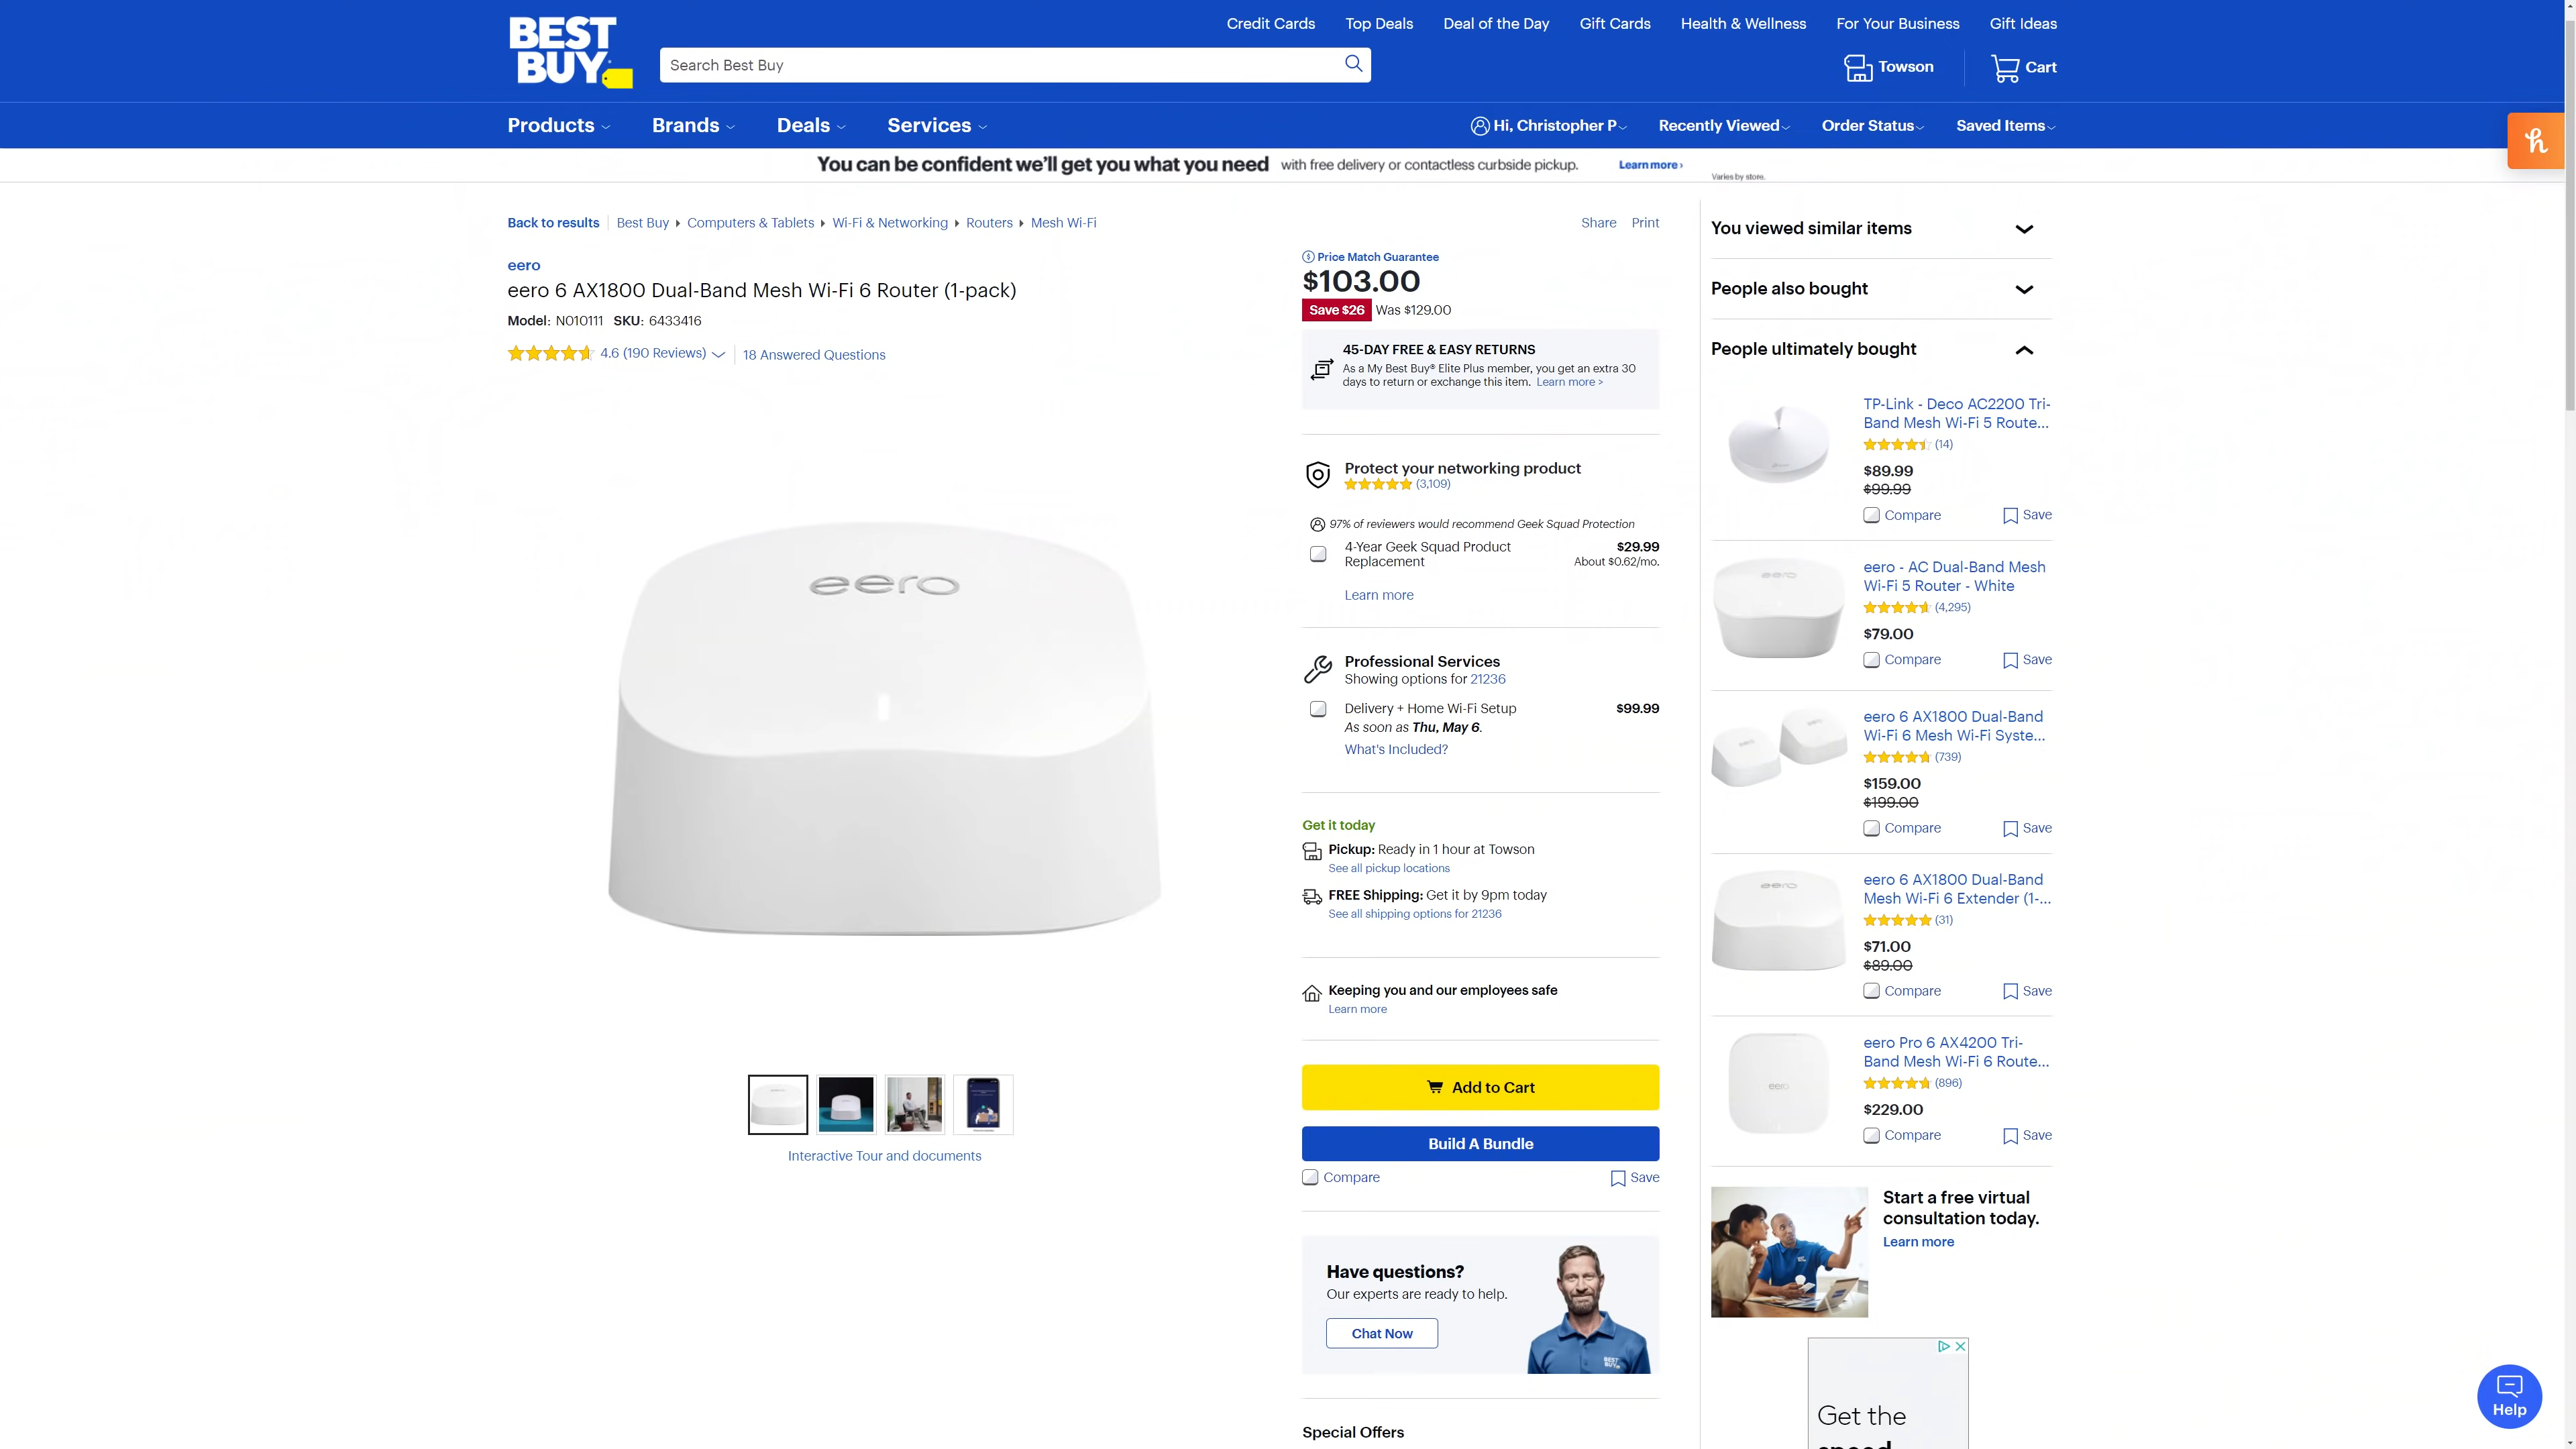 BEST
BUY
Search Best Buy
Credit Cards
Top Deals
Deal of the Day
Gift Cards
Health & Wellness
For Your Business
Gift Ideas
Towson
Cart
Products
Brands
Deals
Services
Hi, Christopher P
Recently Viewed
Order Status
Saved Items
You can be confident we'll get you what you need with free delivery or contactless curbside pickup. Learn more ›
Varies by store.
Back to results
Best Buy
Computers & Tablets
Wi-Fi & Networking
Routers
Mesh Wi-Fi
Share
Print
eero
eero 6 AX1800 Dual-Band Mesh Wi-Fi 6 Router (1-pack)
Model: N010111 SKU: 6433416
4.6 (190 Reviews)
18 Answered Questions
eero
Interactive Tour and documents
Price Match Guarantee
$103.00
Save $26 Was $129.00
45-DAY FREE & EASY RETURNS
As a My Best Buy® Elite Plus member, you get an extra 30
days to return or exchange this item. Learn more >
Protect your networking product
(3,109)
97% of reviewers would recommend Geek Squad Protection
4-Year Geek Squad Product
Replacement
$29.99
About $0.62/mo.
Learn more
Professional Services
Showing options for 21236
Delivery + Home Wi-Fi Setup
$99.99
As soon as Thu, May 6.
What's Included?
Get it today
Pickup: Ready in 1 hour at Towson
See all pickup locations
FREE Shipping: Get it by 9pm today
See all shipping options for 21236
Keeping you and our employees safe
Learn more
Add to Cart
Build A Bundle
Compare
Save
Have questions?
Our experts are ready to help.
Chat Now
BEST
BUY
Special Offers
You viewed similar items
People also bought
People ultimately bought
TP-Link - Deco AC2200 Tri-
Band Mesh Wi-Fi 5 Route...
(14)
$89.99
$99.99
Compare
Save
eero
eero - AC Dual-Band Mesh
Wi-Fi 5 Router - White
(4,295)
$79.00
Compare
Save
eero 6 AX1800 Dual-Band
Wi-Fi 6 Mesh Wi-Fi Syste...
(739)
$159.00
$199.00
Compare
Save
eero
eero 6 AX1800 Dual-Band
Mesh Wi-Fi 6 Extender (1-...
(31)
$71.00
$89.00
Compare
Save
eero
eero Pro 6 AX4200 Tri-
Band Mesh Wi-Fi 6 Route...
(896)
$229.00
Compare
Save
Start a free virtual
consultation today.
Learn more
Get the
speed
Help